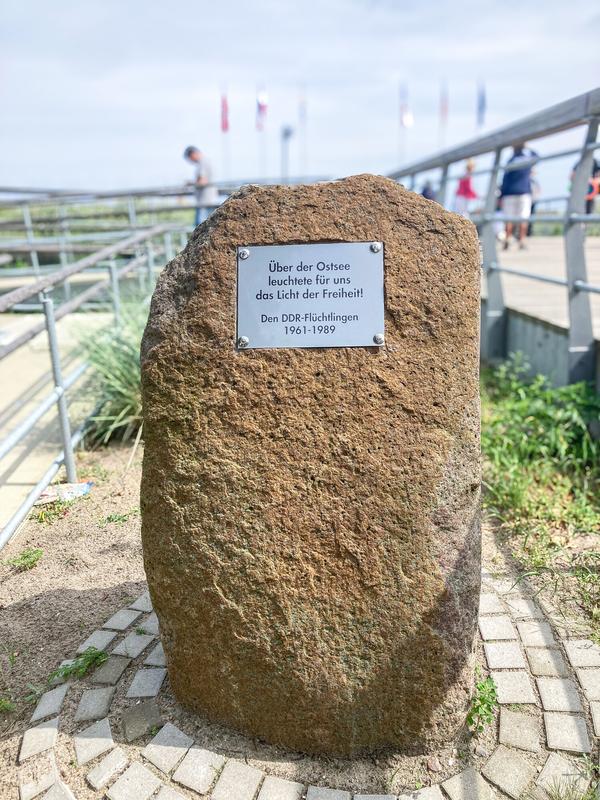 Über der Ostsee
leuchtete für uns
das Licht der Freiheit!
Den DDR-Flüchtlingen
1961-1989